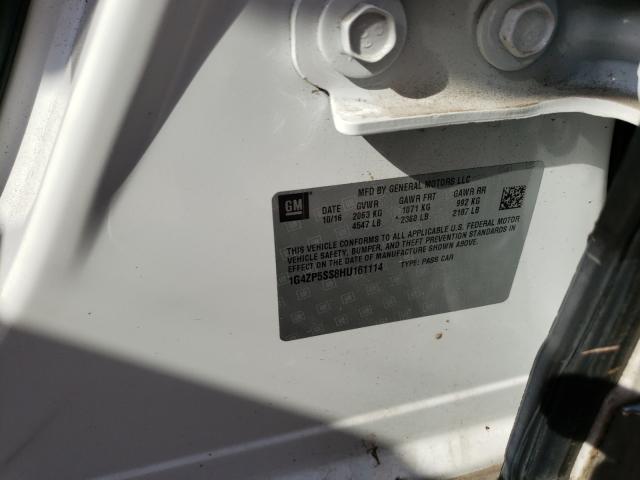 GM
MFD BY GENERAL MOTORS LLC
DATE GVWR GAWR FRT GAWR RR
10/16 2063 KG 1071 KG 992 KG
4547 LB 2360 LB 2187 LB
THIS VEHICLE CONFORMS TO ALL APPLICABLE U.S. FEDERAL MOTOR
VEHICLE SAFETY, BUMPER, AND THEFT PREVENTION STANDARDS IN
EFFECT ON THE DATE OF MANUFACTURE SHOWN ABOVE.
1G4ZP5SS8HU161114 TYPE: PASS CAR